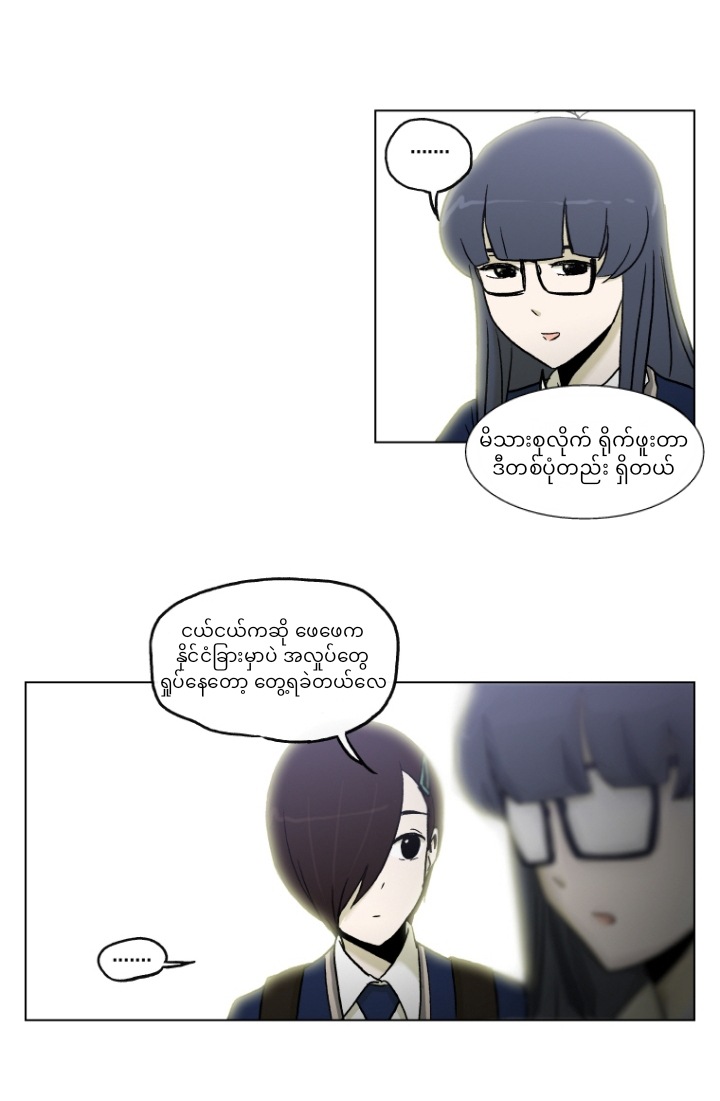 .......
မိသားစုလိုက် ရိုက်ဖူးတာ
ဒီတစ်ပုံတည်း ရှိတယ်
ငယ်ငယ်ကဆို ဖေဖေက
နိုင်ငံခြားမှာပဲ အလှုပ်တွေ
ရှုပ်နေတော့ တွေ့ရခဲတယ်လေ
.......